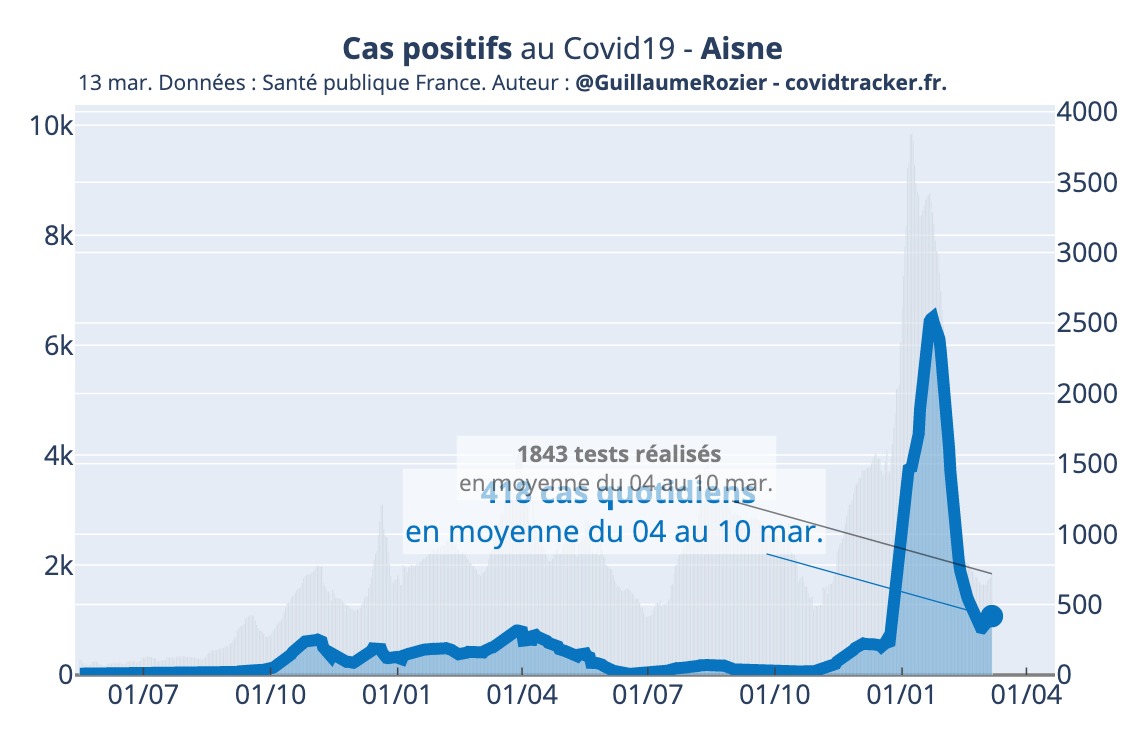 Cas positifs au Covid19 - Aisne
13 mar. Données : Santé publique France. Auteur : @GuillaumeRozier - covidtracker.fr.
10k
8k
6k
4k
2k
0
4000
3500
3000
2500
2000
1500
1000
500
0
1843 tests réalisés
en moyenne du 04 au 10 mar.
418 cas quotidiens
en moyenne du 04 au 10 mar.
01/07 01/10 01/01 01/04 01/07 01/10 01/01 01/04